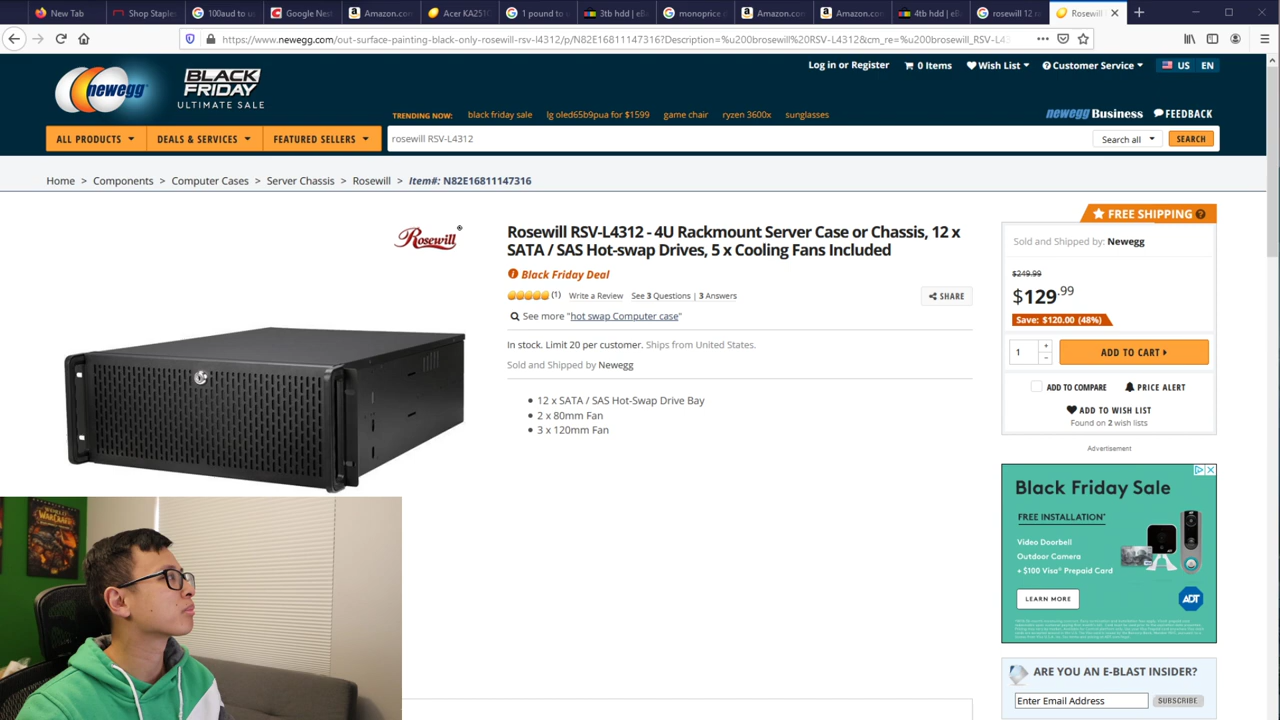 New Tab
Shop Staples
100aud to us
Google Nest
Amazon.com
Acer KA251Q
1 pound to
3tb hdd | eB
monoprice c
Amazon.co
Amazon.co
4tb hdd | eB
rosewill 12 n
Rosewill
https://www.newegg.com/out-surface-painting-black-only-rosewill-rsv-l4312/p/N82E16811147316?Description=%u200brosewill%20RSV-L4312&cm_re=%u200brosewill_RSV-L43
newegg
BLACK
FRIDAY
ULTIMATE SALE
Log in or Register
0 Items
Wish List
Customer Service
US
EN
TRENDING NOW:
black friday sale
lg oled65b9pua for $1599
game chair
ryzen 3600x
sunglasses
newegg Business
FEEDBACK
ALL PRODUCTS
DEALS & SERVICES
FEATURED SELLERS
rosewill RSV-L4312
Search all
SEARCH
Home > Components > Computer Cases > Server Chassis > Rosewill > Item#: N82E16811147316
Rosewill
Rosewill RSV-L4312 - 4U Rackmount Server Case or Chassis, 12 x
SATA / SAS Hot-swap Drives, 5 x Cooling Fans Included
Black Friday Deal
(1) Write a Review See 3 Questions | 3 Answers
SHARE
See more "hot swap Computer case"
In stock. Limit 20 per customer. Ships from United States.
Sold and Shipped by Newegg
12 x SATA / SAS Hot-Swap Drive Bay
2 x 80mm Fan
3 x 120mm Fan
FREE SHIPPING
Sold and Shipped by: Newegg
$249.99
$129.99
Save: $120.00 (48%)
1
ADD TO CART
ADD TO COMPARE
PRICE ALERT
ADD TO WISH LIST
Found on 2 wish lists
Advertisement
Black Friday Sale
FREE INSTALLATION*
Video Doorbell
Outdoor Camera
+ $100 Visa® Prepaid Card
LEARN MORE
ADT
ARE YOU AN E-BLAST INSIDER?
Enter Email Address
SUBSCRIBE
WARCRAFT